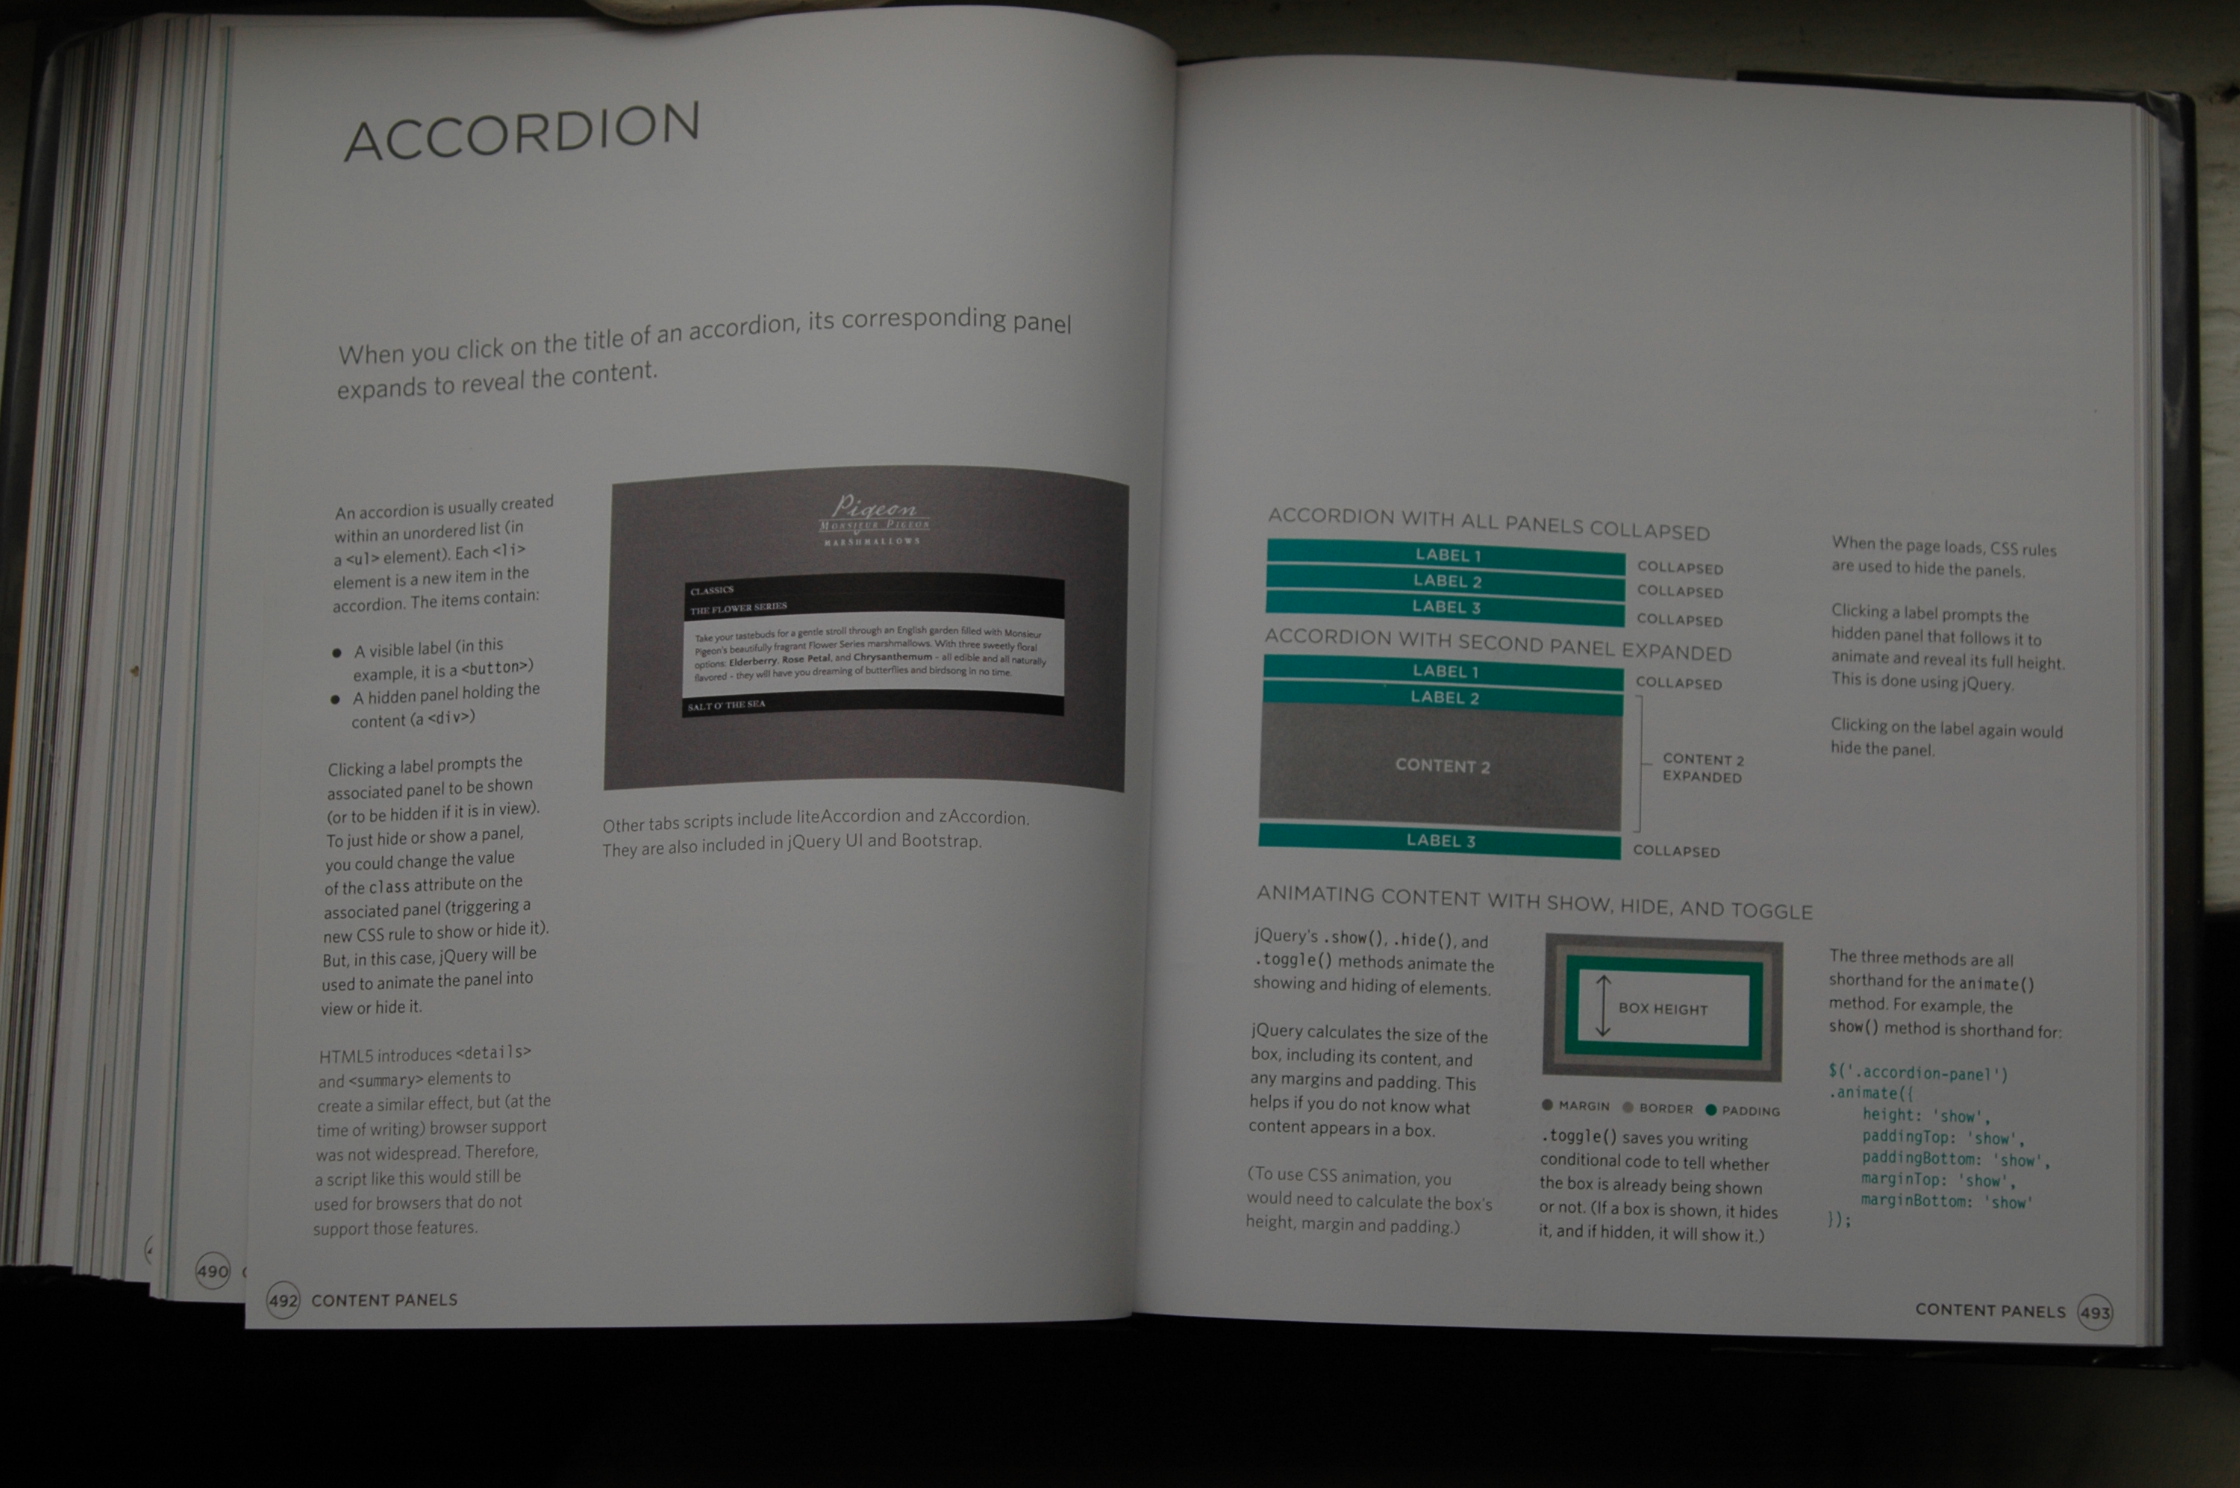 ACCORDION
When you click on the title of an accordion, its corresponding panel
expands to reveal the content.
An accordion is usually created
within an unordered list (in
a <ul> element). Each <li>
element is a new item in the
accordion. The items contain:
● A visible label (in this
example, it is a <button>)
● A hidden panel holding the
content (a <div>)
Clicking a label prompts the
associated panel to be shown
(or to be hidden if it is in view).
To just hide or show a panel,
you could change the value
of the class attribute on the
associated panel (triggering a
new CSS rule to show or hide it).
But, in this case, jQuery will be
used to animate the panel into
view or hide it.
HTML5 introduces <details>
and <summary> elements to
create a similar effect, but (at the
time of writing) browser support
was not widespread. Therefore,
a script like this would still be
used for browsers that do not
support those features.
Pigeon
MONSIEUR PIGEON
MARSHMALLOWS
CLASSICS
THE FLOWER SERIES
Take your tastebuds for a gentle stroll through an English garden filled with Monsieur
Pigeon's beautifully fragrant Flower Series marshmallows. With three sweetly floral
options: Elderberry, Rose Petal, and Chrysanthemum - all edible and all naturally
flavored - they will have you dreaming of butterflies and birdsong in no time.
SALT O' THE SEA
Other tabs scripts include liteAccordion and zAccordion.
They are also included in jQuery UI and Bootstrap.
490
492 CONTENT PANELS
ACCORDION WITH ALL PANELS COLLAPSED
LABEL 1 COLLAPSED
LABEL 2 COLLAPSED
LABEL 3 COLLAPSED
ACCORDION WITH SECOND PANEL EXPANDED
LABEL 1 COLLAPSED
LABEL 2
CONTENT 2
CONTENT 2
EXPANDED
LABEL 3 COLLAPSED
When the page loads, CSS rules
are used to hide the panels.
Clicking a label prompts the
hidden panel that follows it to
animate and reveal its full height.
This is done using jQuery.
Clicking on the label again would
hide the panel.
ANIMATING CONTENT WITH SHOW, HIDE, AND TOGGLE
jQuery's .show(), .hide(), and
.toggle() methods animate the
showing and hiding of elements.
jQuery calculates the size of the
box, including its content, and
any margins and padding. This
helps if you do not know what
content appears in a box.
(To use CSS animation, you
would need to calculate the box's
height, margin and padding.)
BOX HEIGHT
● MARGIN ● BORDER ● PADDING
.toggle() saves you writing
conditional code to tell whether
the box is already being shown
or not. (If a box is shown, it hides
it, and if hidden, it will show it.)
The three methods are all
shorthand for the animate()
method. For example, the
show() method is shorthand for:
$('.accordion-panel')
.animate({
height: 'show',
paddingTop: 'show',
paddingBottom: 'show',
marginTop: 'show',
marginBottom: 'show'
});
CONTENT PANELS 493